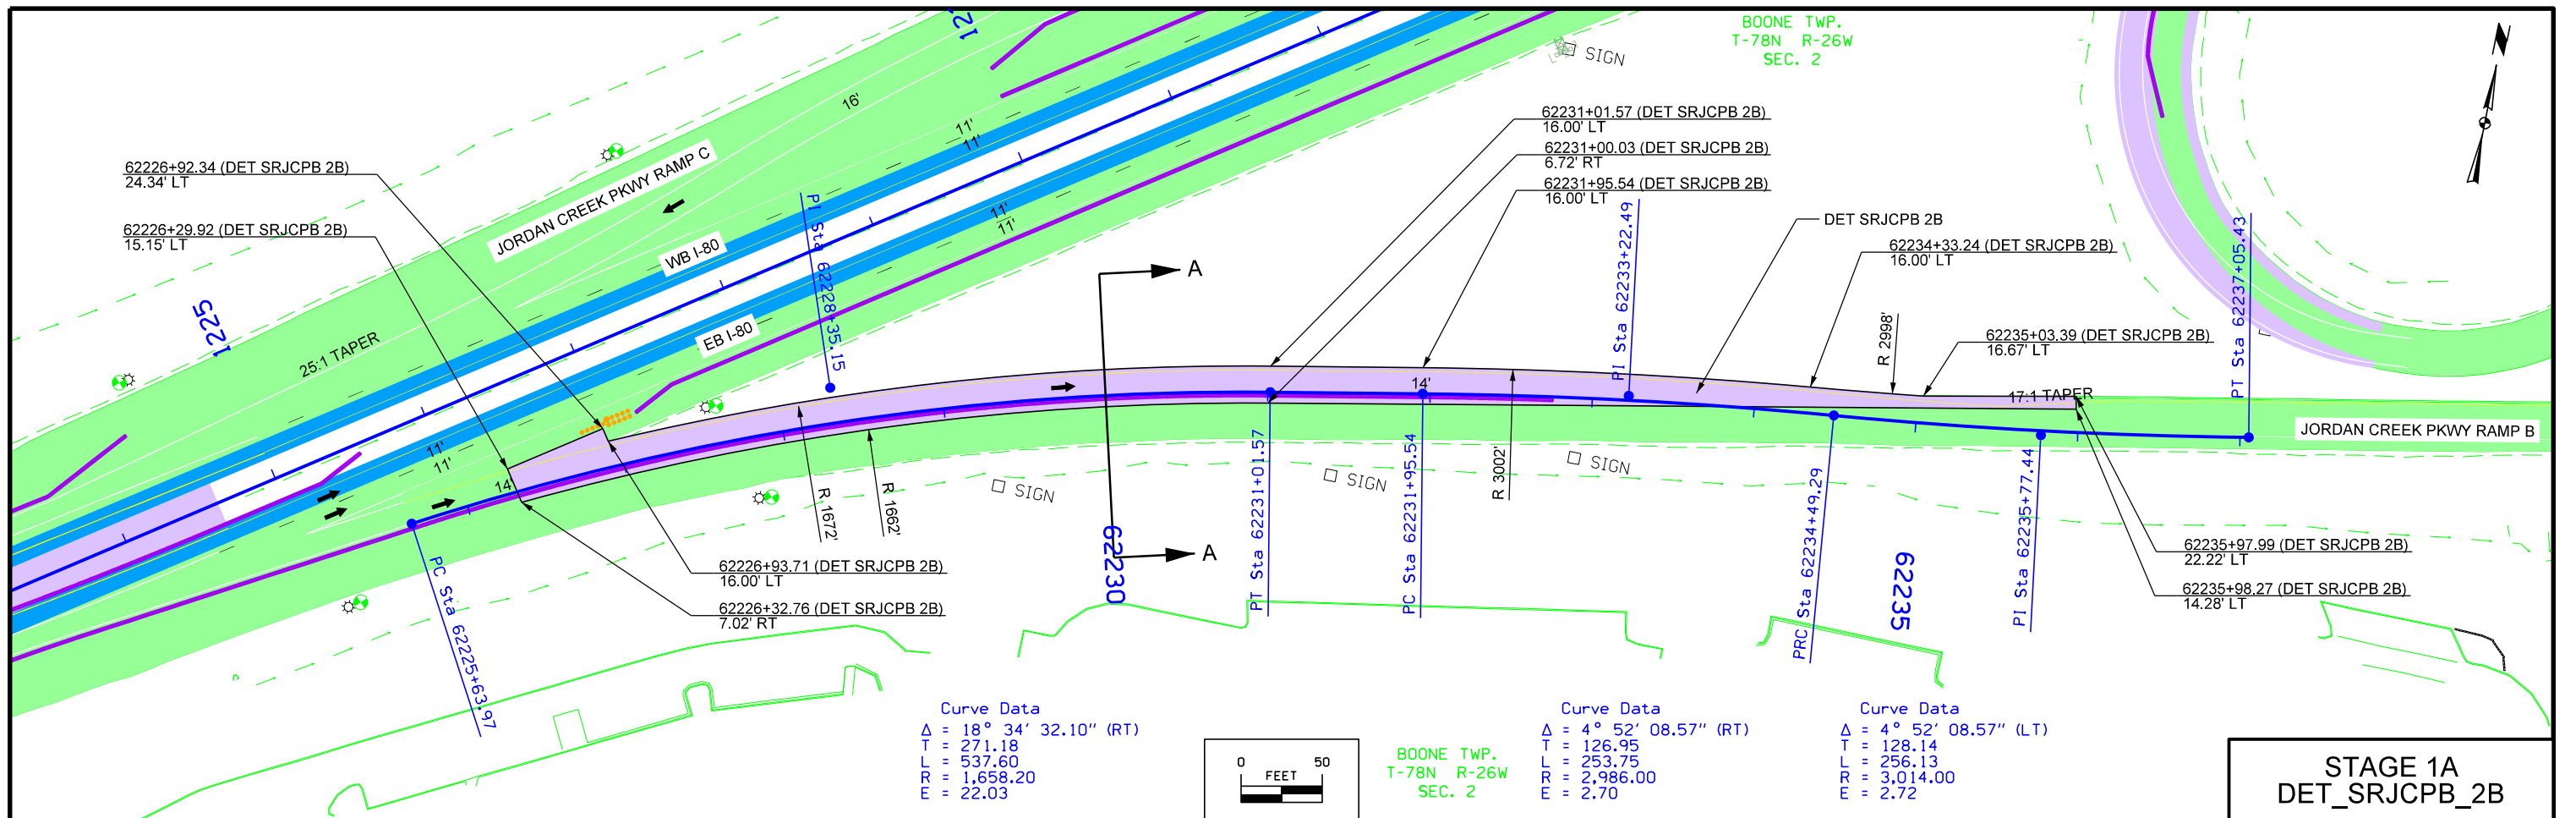 BOONE TWP.
T-78N R-26W
SEC. 2
SIGN
16'
11'
11'
62231+01.57 (DET SRJCPB 2B)
16.00' LT
62231+00.03 (DET SRJCPB 2B)
6.72' RT
62231+95.54 (DET SRJCPB 2B)
16.00' LT
62226+92.34 (DET SRJCPB 2B)
24.34' LT
62226+29.92 (DET SRJCPB 2B)
15.15' LT
JORDAN CREEK PKWY RAMP C
WB I-80
EB I-80
11'
11'
PI Sta 62228+35.15
PI Sta 62233+22.49
DET SRJCPB 2B
62234+33.24 (DET SRJCPB 2B)
16.00' LT
PT Sta 62237+05.43
62235+03.39 (DET SRJCPB 2B)
16.67' LT
R 2998'
A
1225
25:1 TAPER
14'
17:1 TAPER
JORDAN CREEK PKWY RAMP B
11'
11'
14'
R 1672'
R 1662'
R 3002'
SIGN
SIGN
SIGN
A
62230
PT Sta 62231+01.57
PC Sta 62231+95.54
PRC Sta 62234+49.29
62235
PI Sta 62235+77.44
62235+97.99 (DET SRJCPB 2B)
22.22' LT
62235+98.27 (DET SRJCPB 2B)
14.28' LT
62226+93.71 (DET SRJCPB 2B)
16.00' LT
62226+32.76 (DET SRJCPB 2B)
7.02' RT
PC Sta 62225+63.97
Curve Data
Δ = 18° 34' 32.10" (RT)
T = 271.18
L = 537.60
R = 1,658.20
E = 22.03
0 50
FEET
BOONE TWP.
T-78N R-26W
SEC. 2
Curve Data
Δ = 4° 52' 08.57" (RT)
T = 126.95
L = 253.75
R = 2,986.00
E = 2.70
Curve Data
Δ = 4° 52' 08.57" (LT)
T = 128.14
L = 256.13
R = 3,014.00
E = 2.72
STAGE 1A
DET_SRJCPB_2B